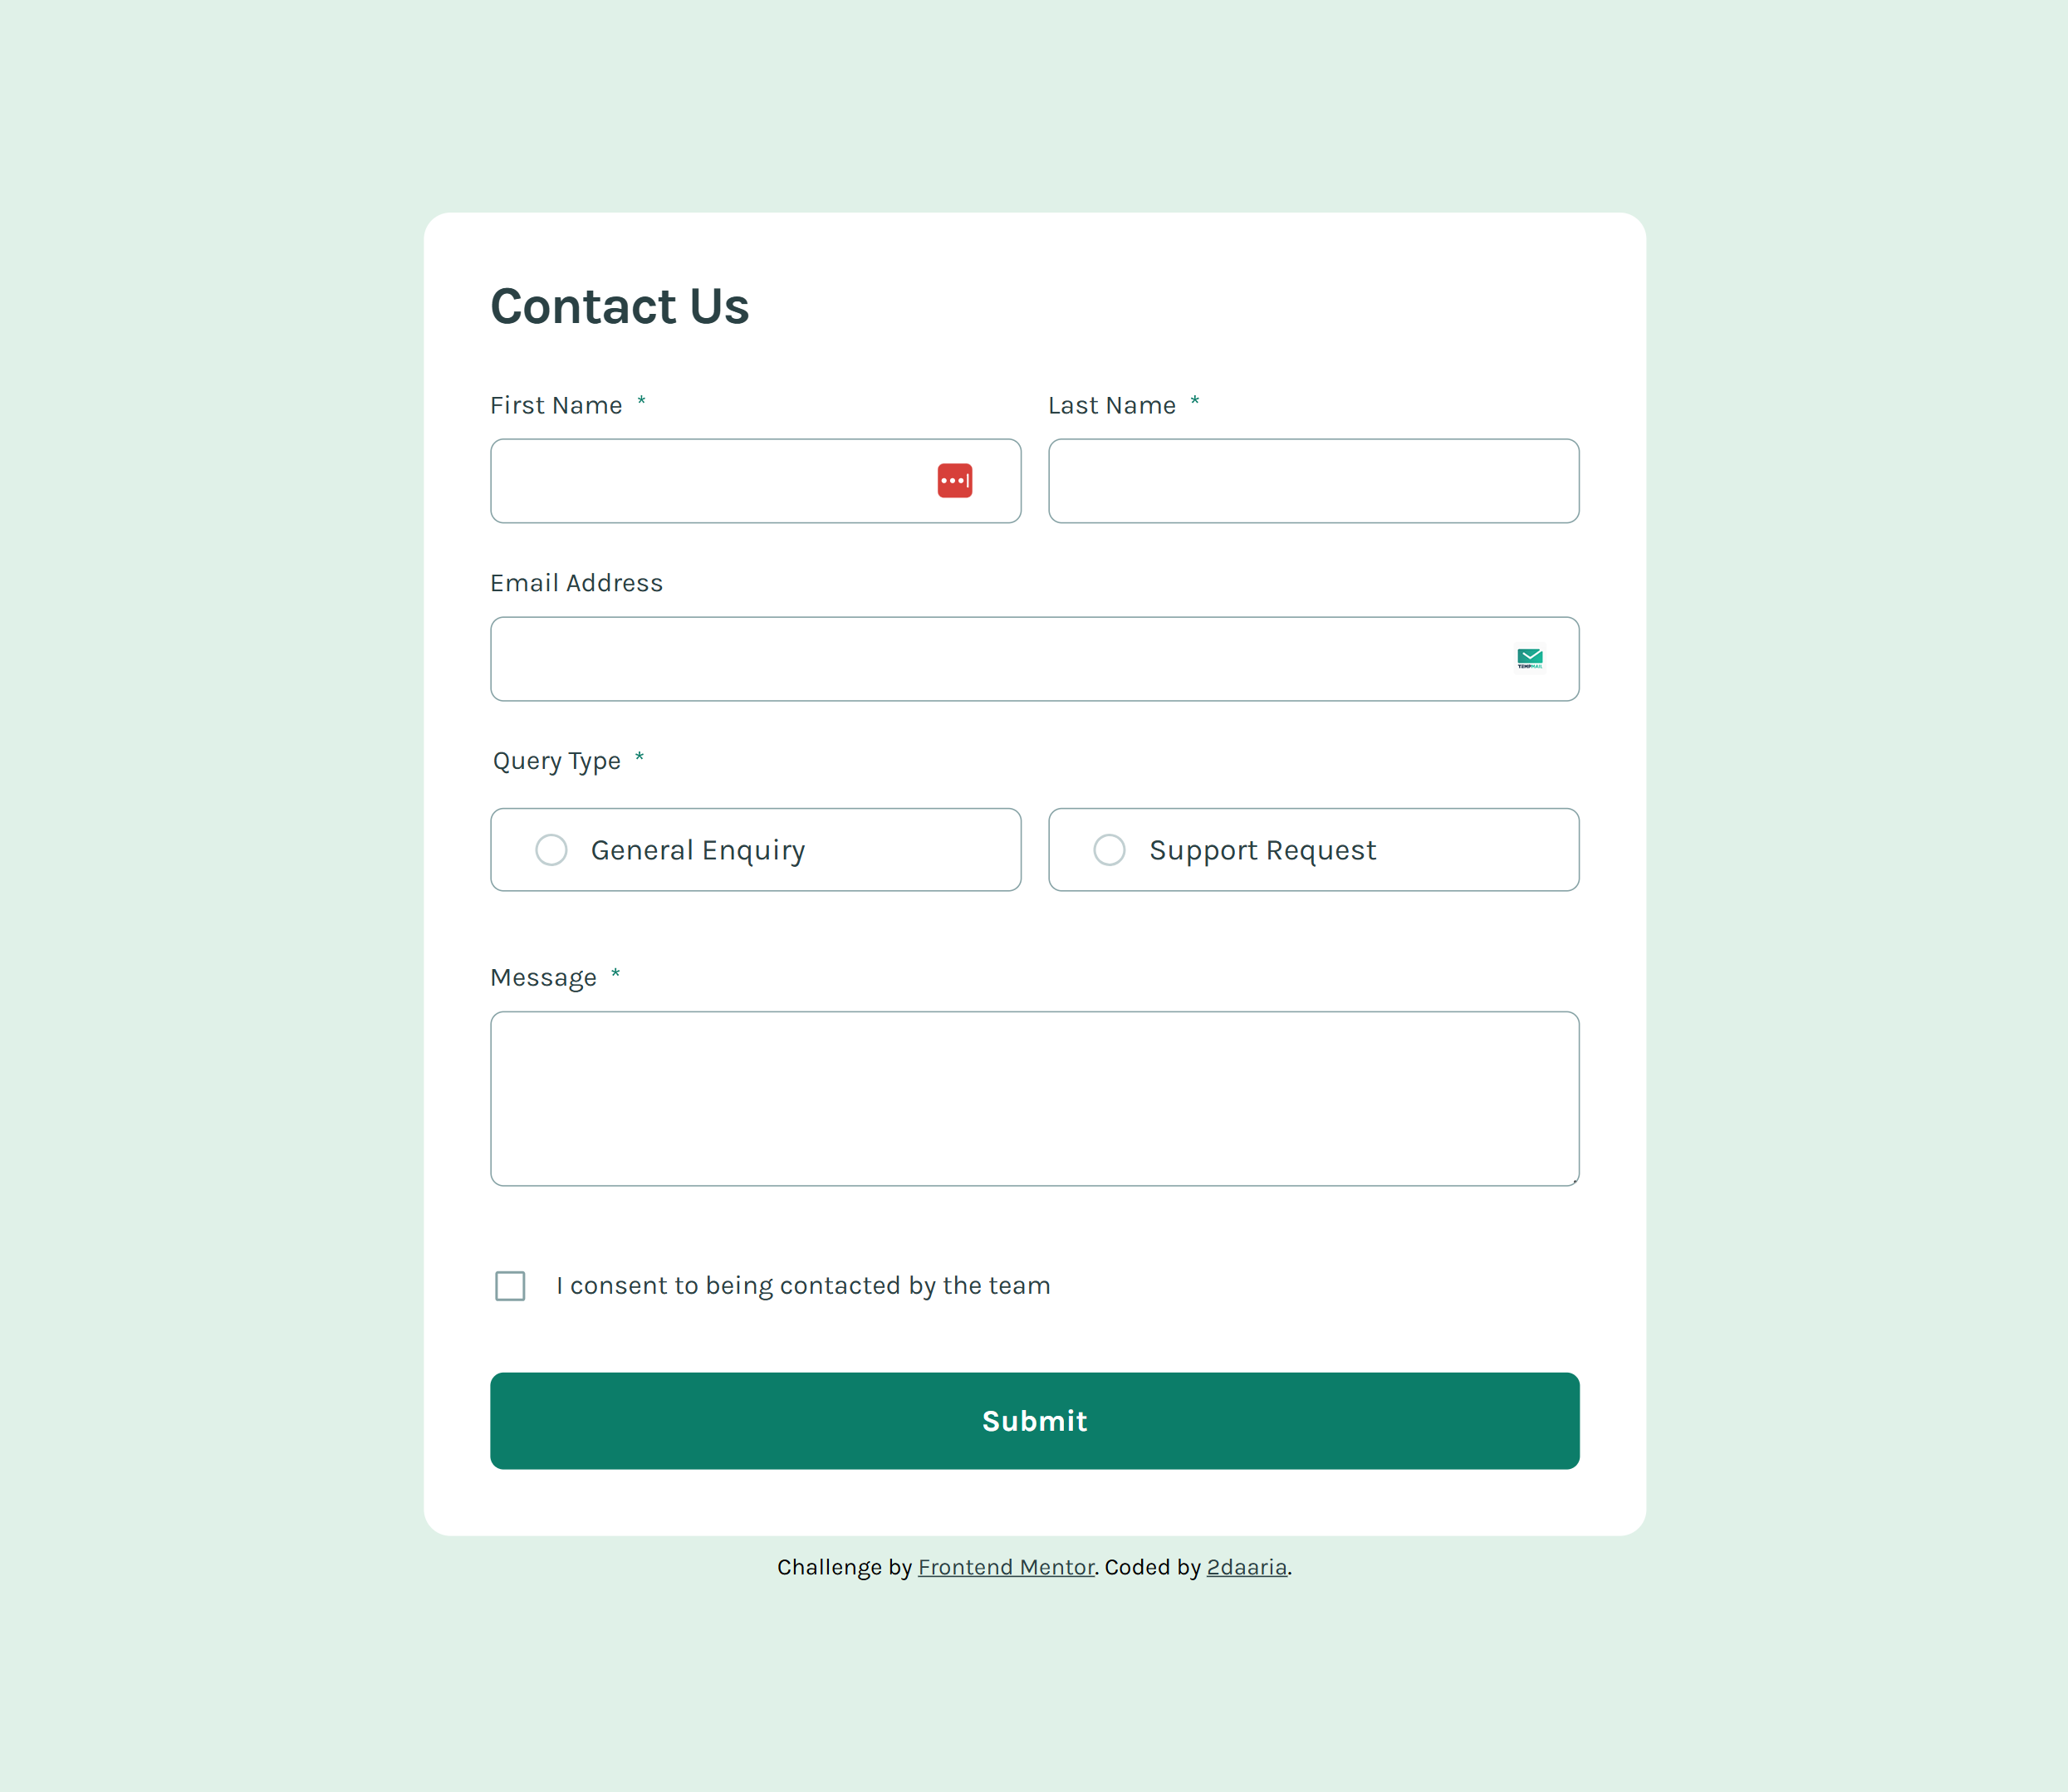 Contact Us
First Name *
Last Name *
Email Address
TEMPMAIL
Query Type *
General Enquiry
Support Request
Message *
I consent to being contacted by the team
Submit
Challenge by Frontend Mentor. Coded by 2daaria.